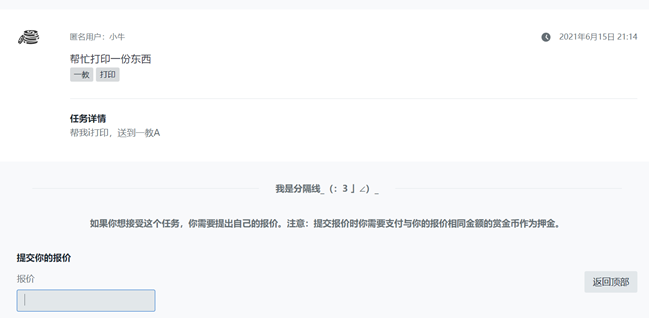 匿名用户：小牛
2021年6月15日 21:14
帮忙打印一份东西
一教 打印
任务详情
帮我i打印，送到一教A
我是分隔线_（：3 亅∠）_
如果你想接受这个任务，你需要提出自己的报价。注意：提交报价时你需要支付与你的报价相同金额的赏金币作为押金。
提交你的报价
报价
返回顶部